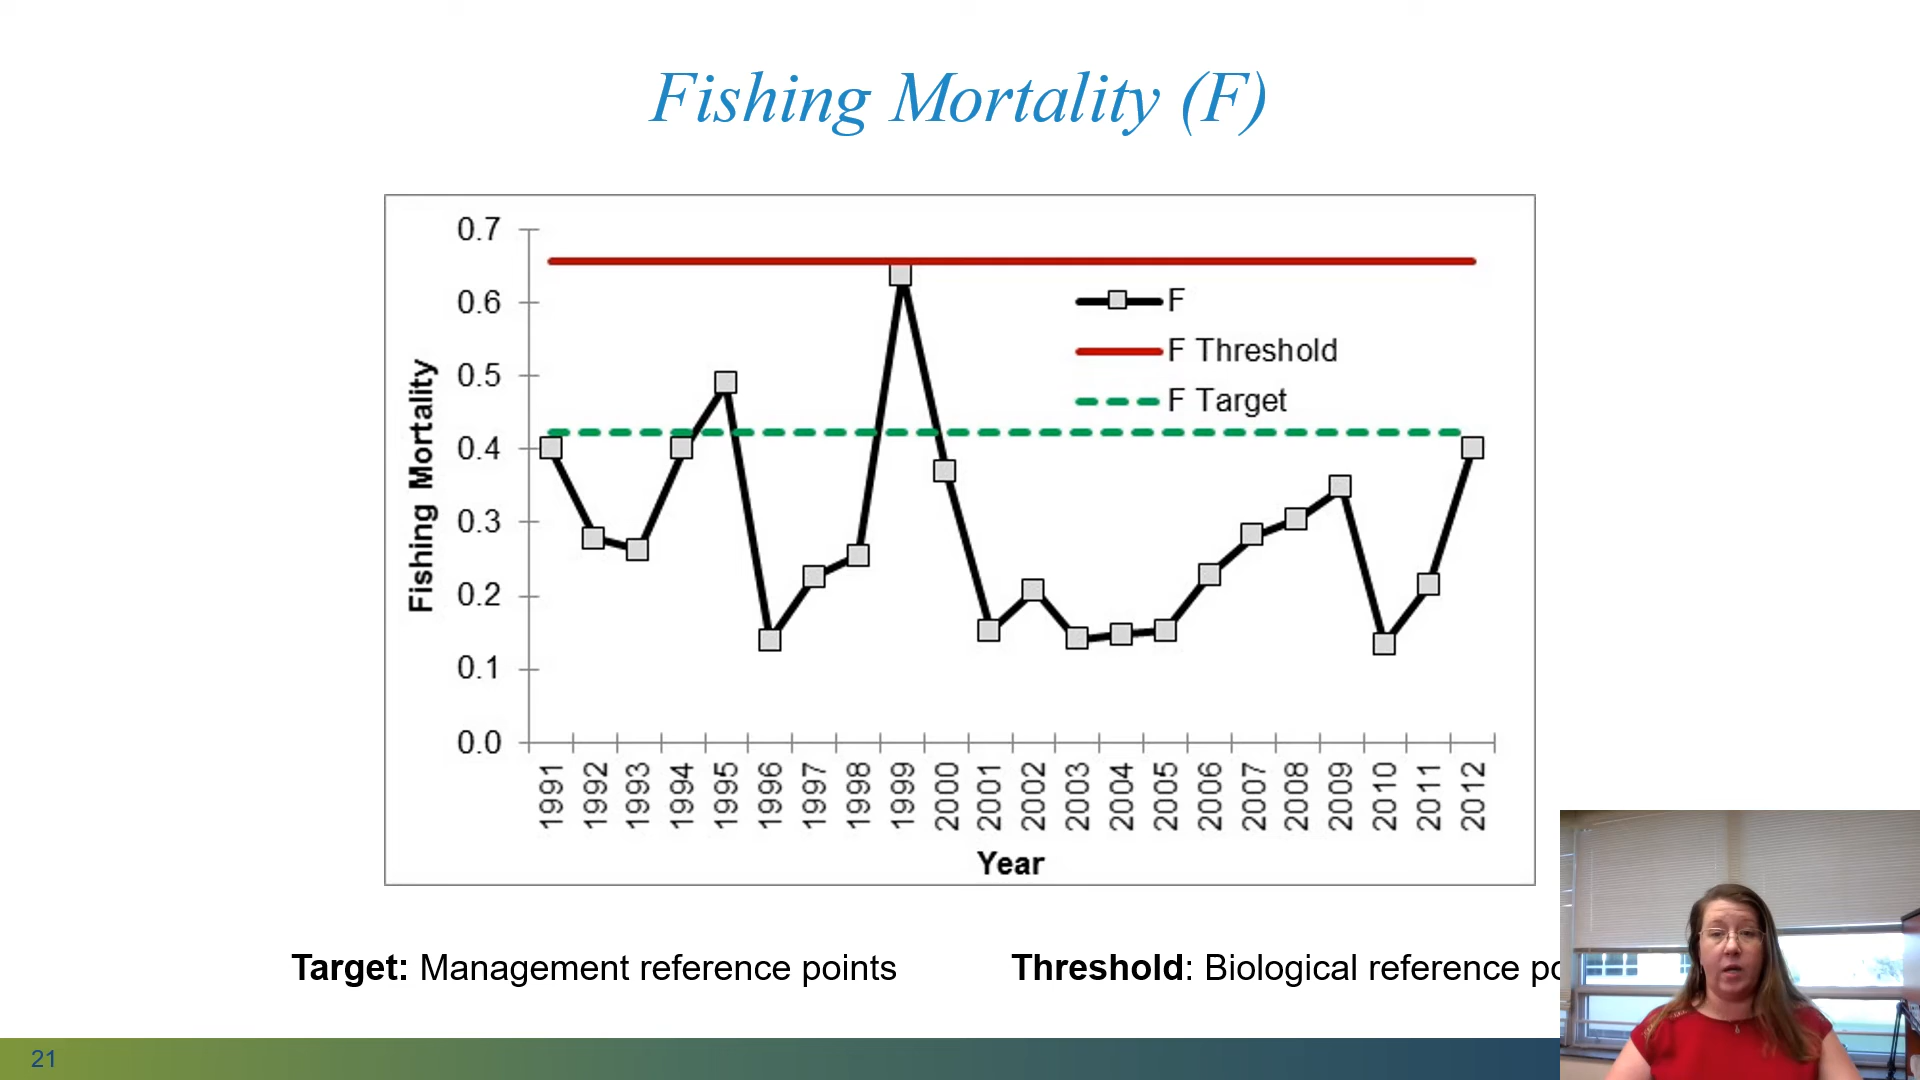 Fishing Mortality (F)
0.7
0.6
0.5
0.4
0.3
0.2
0.1
0.0
Fishing Mortality
F
F Threshold
F Target
1991 1992 1993 1994 1995 1996 1997 1998 1999 2000 2001 2002 2003 2004 2005 2006 2007 2008 2009 2010 2011 2012
Year
Target: Management reference points
Threshold: Biological reference
21